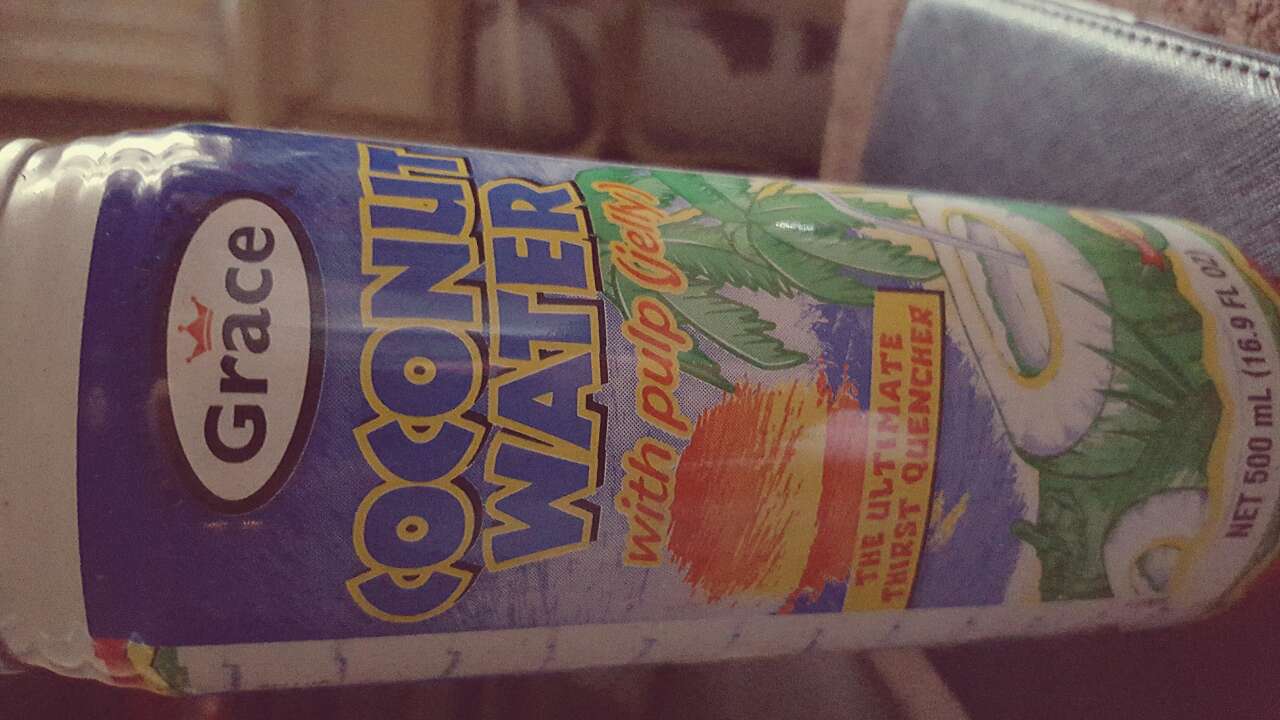 Grace
COCONUT
WATER
with pulp (jelly)
THE ULTIMATE
THIRST QUENCHER
NET 500 mL (16.9 FL OZ)